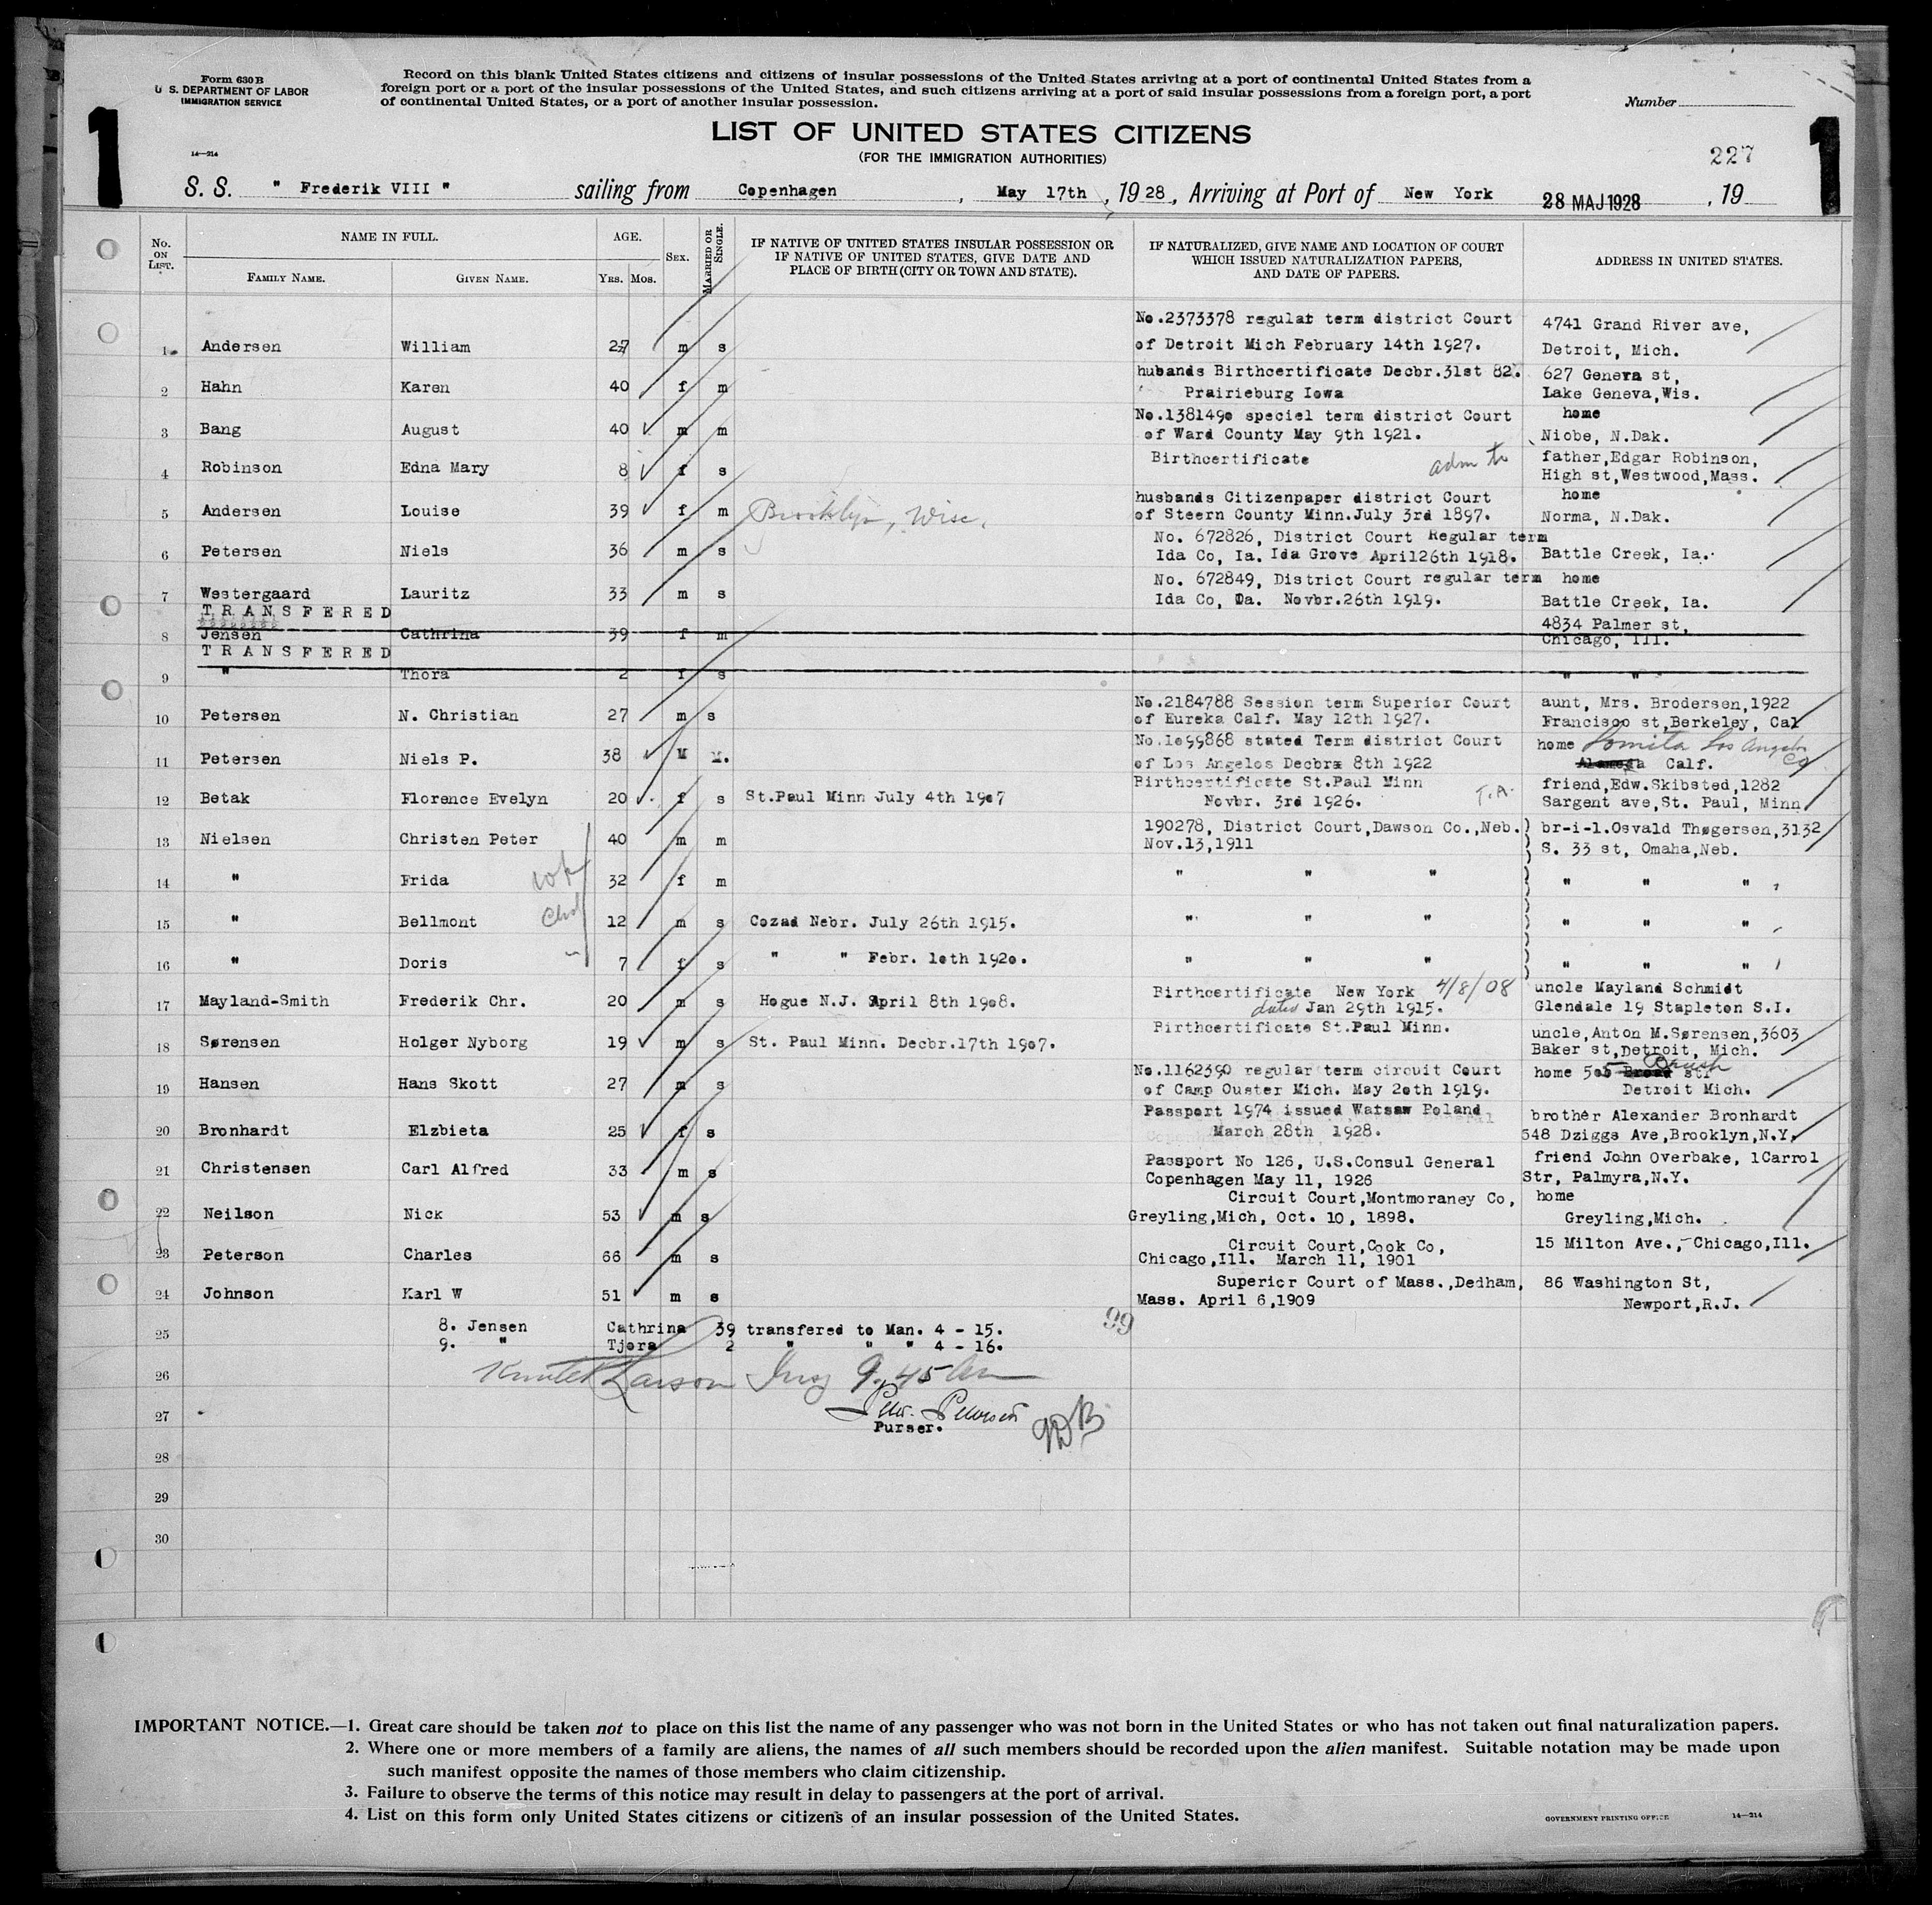 Form 630 B
U. S. DEPARTMENT OF LABOR
IMMIGRATION SERVICE
Record on this blank United States citizens and citizens of insular possessions of the United States arriving at a port of continental United States from a
foreign port or a port of the insular possessions of the United States, and such citizens arriving at a port of said insular possessions from a foreign port, a port
of continental United States, or a port of another insular possession.
Number
1
1
LIST OF UNITED STATES CITIZENS
(FOR THE IMMIGRATION AUTHORITIES)
14—214
227
S. S. " Frederik VIII " sailing from Copenhagen , May 17th , 19 28 , Arriving at Port of New York 28 MAJ 1928 , 19
No. ON LIST.
NAME IN FULL.
FAMILY NAME.
GIVEN NAME.
AGE.
YRS. MOS.
SEX.
MARRIED OR SINGLE.
IF NATIVE OF UNITED STATES INSULAR POSSESSION OR
IF NATIVE OF UNITED STATES, GIVE DATE AND
PLACE OF BIRTH (CITY OR TOWN AND STATE).
IF NATURALIZED, GIVE NAME AND LOCATION OF COURT
WHICH ISSUED NATURALIZATION PAPERS,
AND DATE OF PAPERS.
ADDRESS IN UNITED STATES.
No.2373378 regular term district Court 4741 Grand River ave,
1 Andersen William 27 m s of Detroit Mich February 14th 1927. Detroit, Mich.
hubands Birthcertificate Decbr.31st 82. 627 Geneva st,
2 Hahn Karen 40 f m Prairieburg Iowa Lake Geneva,Wis.
No.1381490 speciel term district Court home
3 Bang August 40 m m of Ward County May 9th 1921. Niobe, N.Dak.
4 Robinson Edna Mary 8 f s Birthcertificate adm to father,Edgar Robinson,
High st,Westwood,Mass.
husbands Citizenpaper district Court home
5 Andersen Louise 39 f m Brooklyn, Wisc. of Steern County Minn.July 3rd 1897. Norma, N.Dak.
No. 672826, District Court Regular term
6 Petersen Niels 36 m s Ida Co, Ia. Ida Grove April26th 1918. Battle Creek, Ia.
No. 672849, District Court regular term home
7 Westergaard Lauritz 33 m s Ida Co, Ia. Novbr.26th 1919. Battle Creek, Ia.
TRANSFERED
4834 Palmer st,
8 Jensen Cathrina 39 f m Chicago, Ill.
TRANSFERED
9 " Thora 2 f s " "
No.2184788 Session term Superior Court aunt, Mrs. Brodersen,1922
10 Petersen N. Christian 27 m s of Eureka Calf. May 12th 1927. Francisco st,Berkeley, Cal
No.1099868 stated Term district Court home Lomita Los Angeles Co
11 Petersen Niels P. 38 M M. of Los Angelos Decbrs 8th 1922 Alameda Calf.
Birthcertificate St.Paul Minn friend,Edw.Skibsted,1282
12 Betak Florence Evelyn 20 f s St.Paul Minn July 4th 1907 Novbr. 3rd 1926. T.A. Sargent ave,St. Paul, Minn
190278, District Court,Dawson Co.,Neb. br-i-l.Osvald Thøgersen,3132
13 Nielsen Christen Peter 40 m m Nov.13,1911 S. 33 st, Omaha,Neb.
14 " Frida 32 f m " " " " " "
15 " Bellmont 12 m s Cozad Nebr. July 26th 1915. " " " " " "
16 " Doris 7 f s " " Febr. 10th 1920. " " " " " "
17 Mayland-Smith Frederik Chr. 20 m s Hogue N.J. April 8th 1908. Birthcertificate New York 4/8/08 uncle Mayland Schmidt
dated Jan 29th 1915. Glendale 19 Stapleton S.I.
Birthcertificate St.Paul Minn. uncle,Anton M.Sørensen,3603
18 Sørensen Holger Nyborg 19 m s St. Paul Minn. Decbr.17th 1907. Baker st,Detroit, Mich.
No.1162390 regular term circuit Court home 505 str
19 Hansen Hans Skott 27 m s of Camp Ouster Mich. May 20th 1919. Detroit Mich.
Passport 1974 issued Warsaw Poland brother Alexander Bronhardt
20 Bronhardt Elzbieta 25 f s March 28th 1928. 548 Dziggs Ave,Brooklyn,N.Y.
21 Christensen Carl Alfred 33 m s Passport No 126, U.S.Consul General friend John Overbake, 1Carrol
Copenhagen May 11, 1926 Str, Palmyra,N.Y.
Circuit Court,Montmoraney Co, home
22 Neilson Nick 53 m s Greyling,Mich, Oct. 10, 1898. Greyling,Mich.
Circuit Court,Cook Co, 15 Milton Ave.,-Chicago,Ill.
23 Peterson Charles 66 m s Chicago,Ill. March 11, 1901
Superior Court of Mass.,Dedham, 86 Washington St,
24 Johnson Karl W 51 m s Mass. April 6,1909 Newport,R.J.
99
25 8. Jensen Cathrina 39 transfered to Man. 4 - 15.
9. " Tjora 2 " " " 4 - 16.
26 Larson Insp 9.45 Am
27
Purser.
28
29
30
IMPORTANT NOTICE.—1. Great care should be taken not to place on this list the name of any passenger who was not born in the United States or who has not taken out final naturalization papers.
2. Where one or more members of a family are aliens, the names of all such members should be recorded upon the alien manifest. Suitable notation may be made upon
such manifest opposite the names of those who claim citizenship.
3. Failure to observe the terms of this notice may result in delay to passengers at the port of arrival.
4. List on this form only United States citizens or citizens of an insular possession of the United States.
GOVERNMENT PRINTING OFFICE 14—214